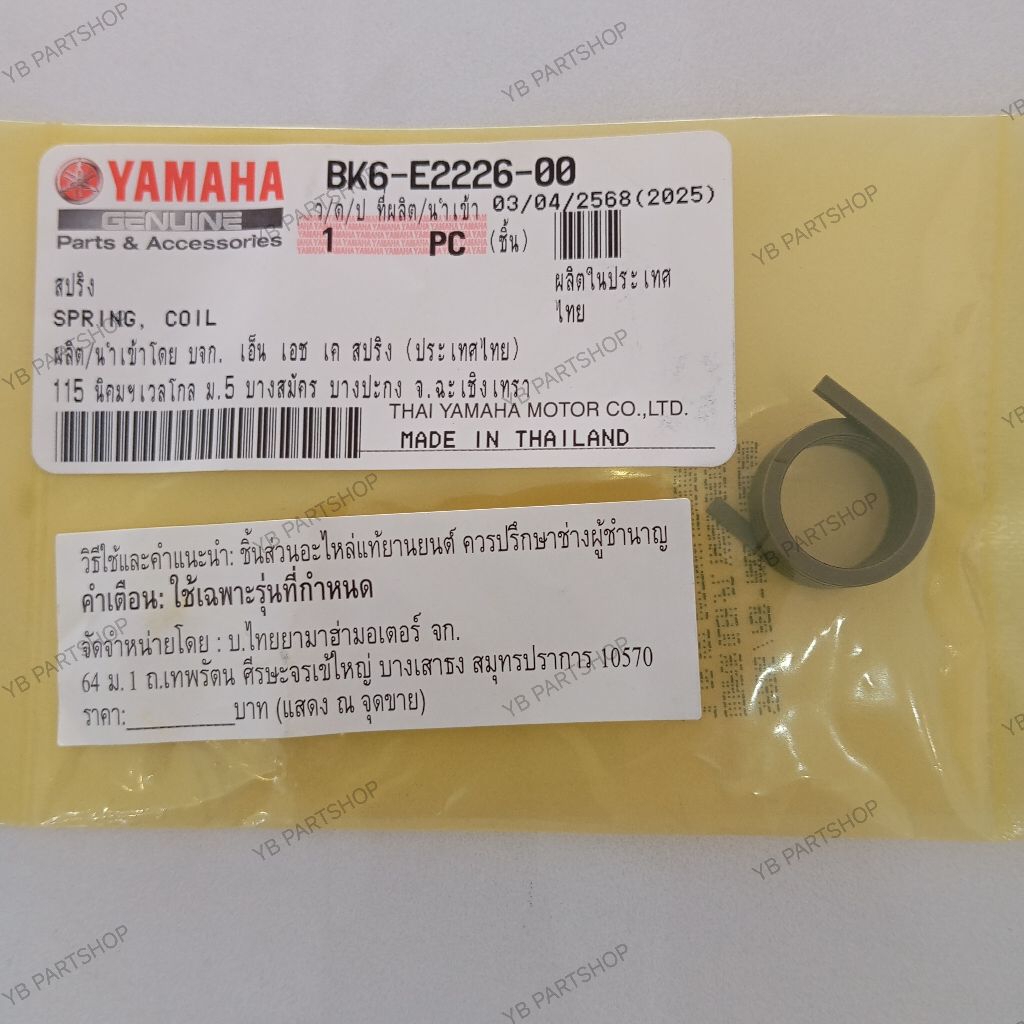 YAMAHA
GENUINE
Parts & Accessories
BK6-E2226-00
ว/ด/ป ที่ผลิต/นำเข้า 03/04/2568(2025)
1 PC (ชิ้น)
สปริง
SPRING, COIL
ผลิตในประเทศ
ไทย
ผลิต/นำเข้าโดย บจก. เอ็น เอช เค สปริง (ประเทศไทย)
115 นิคมฯเวลโกล ม.5 บางสมัคร บางปะกง จ.ฉะเชิงเทรา
THAI YAMAHA MOTOR CO.,LTD.
MADE IN THAILAND
วิธีใช้และคำแนะนำ: ชิ้นส่วนอะไหล่แท้ยานยนต์ ควรปรึกษาช่างผู้ชำนาญ
คำเตือน: ใช้เฉพาะรุ่นที่กำหนด
จัดจำหน่ายโดย : บ.ไทยยามาฮ่ามอเตอร์ จก.
64 ม. 1 ถ.เทพรัตน ศีรษะจรเข้ใหญ่ บางเสาธง สมุทรปราการ 10570
ราคา:__________บาท (แสดง ณ จุดขาย)
YB PARTSHOP